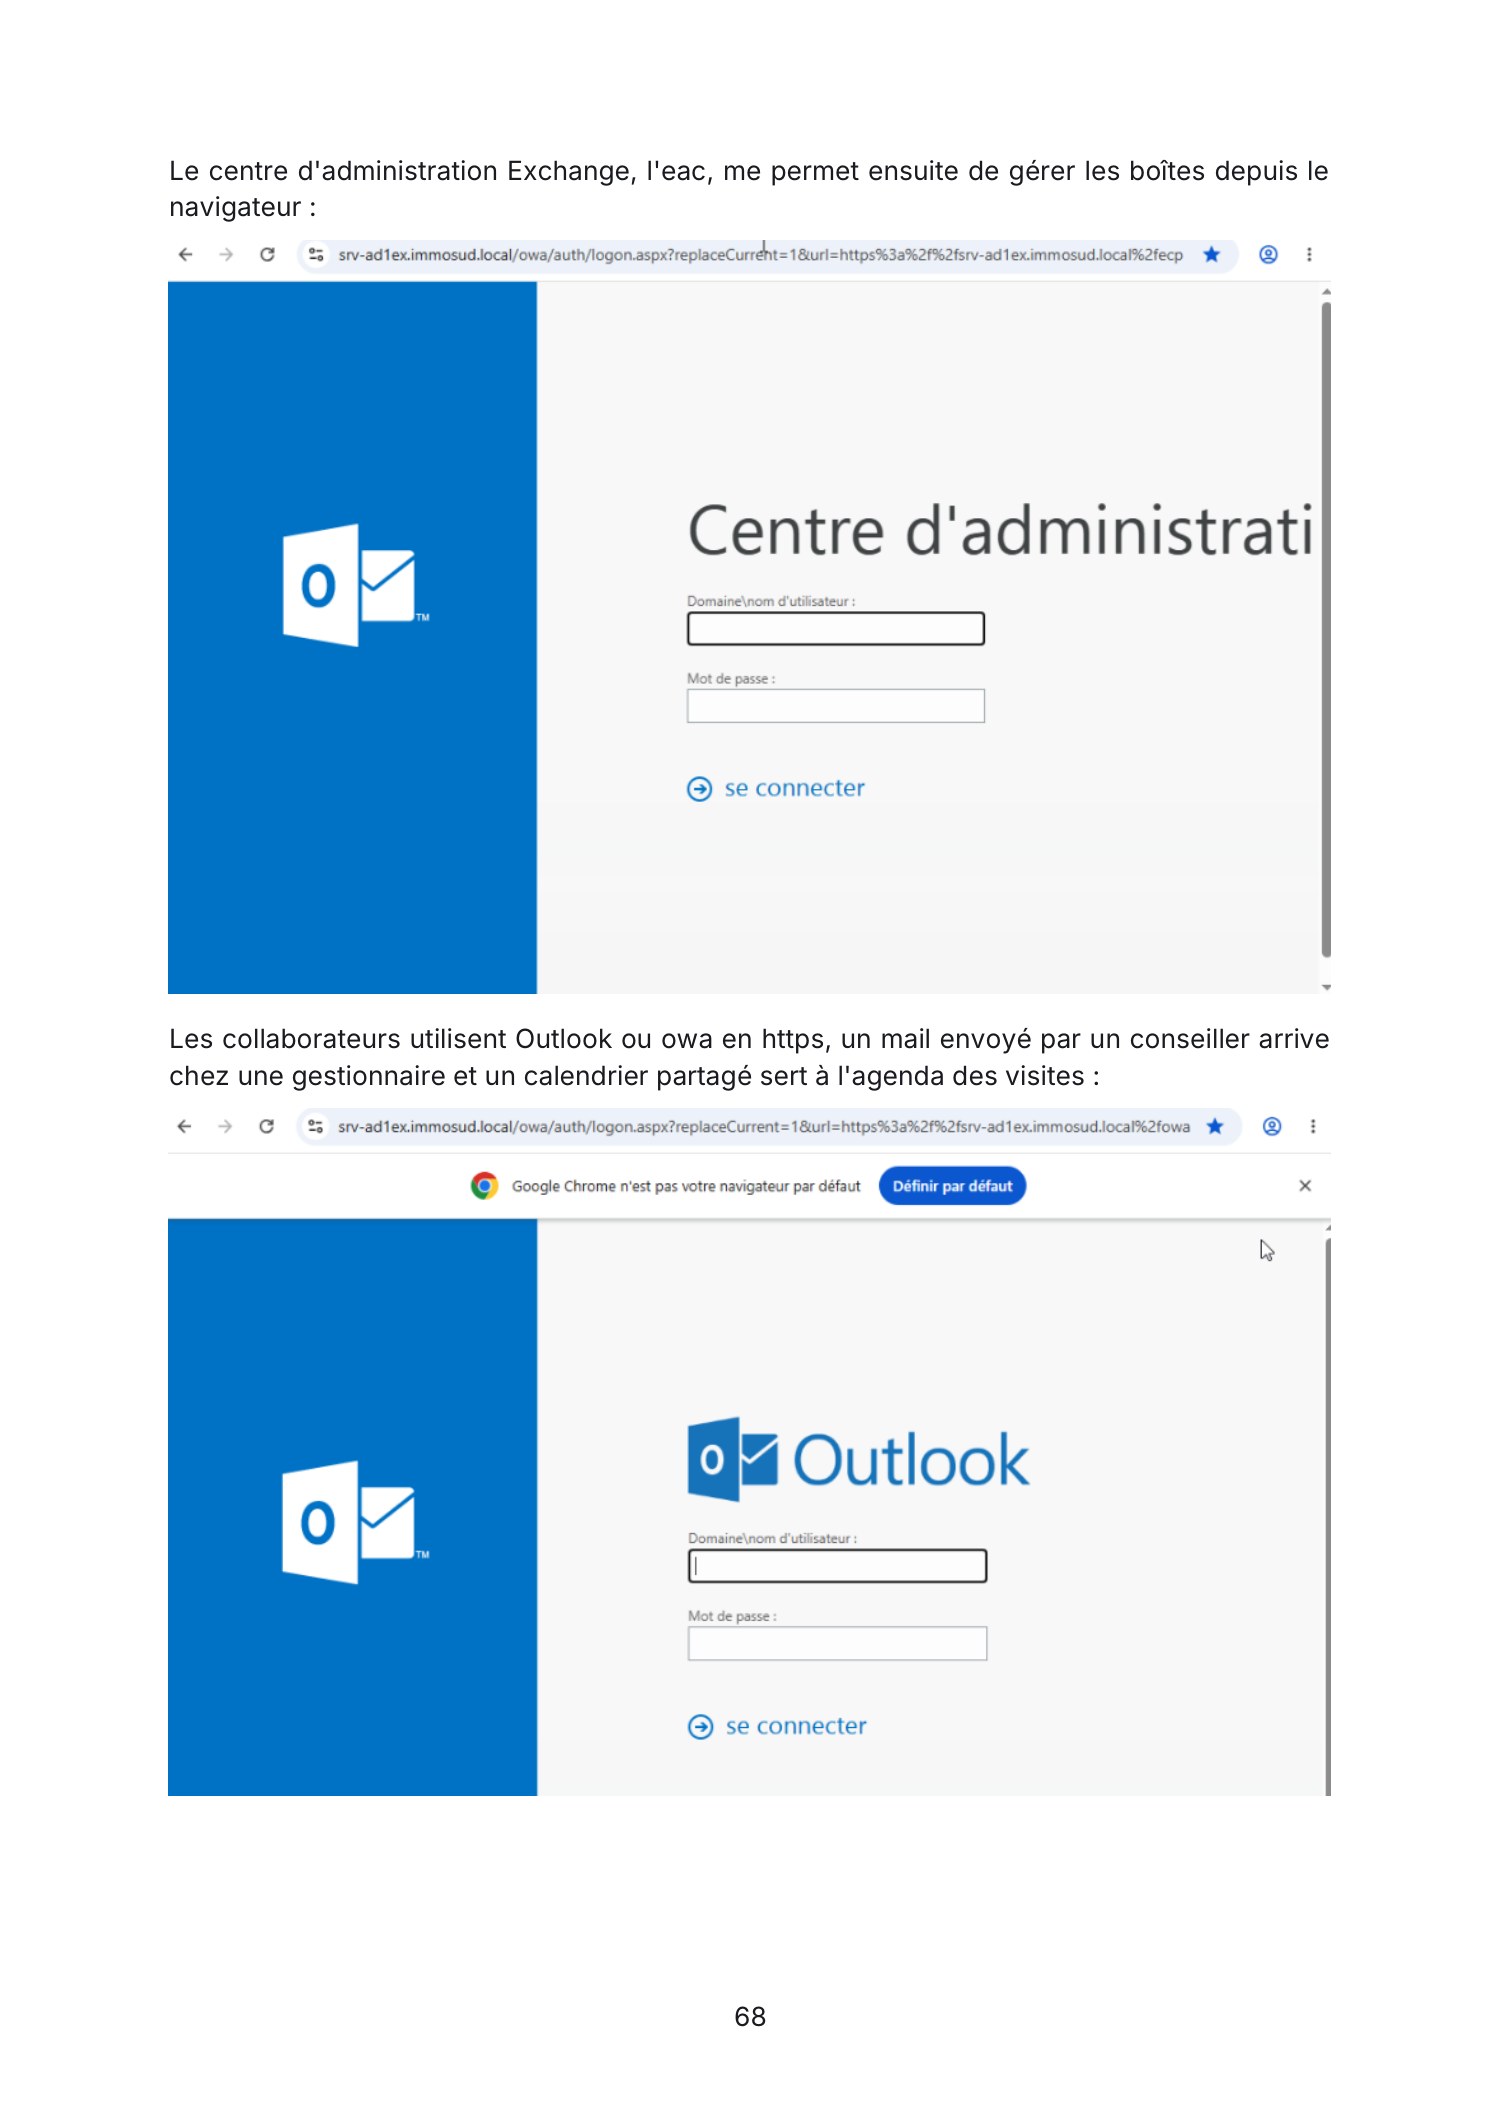 Le centre d'administration Exchange, l'eac, me permet ensuite de gérer les boîtes depuis le
navigateur :
srv-ad1ex.immosud.local/owa/auth/logon.aspx?replaceCurrent=1&url=https%3a%2f%2fsrv-ad1ex.immosud.local%2fecp
Centre d'administrati
Domaine\nom d'utilisateur :
Mot de passe :
se connecter
Les collaborateurs utilisent Outlook ou owa en https, un mail envoyé par un conseiller arrive
chez une gestionnaire et un calendrier partagé sert à l'agenda des visites :
srv-ad1ex.immosud.local/owa/auth/logon.aspx?replaceCurrent=1&url=https%3a%2f%2fsrv-ad1ex.immosud.local%2fowa
Google Chrome n'est pas votre navigateur par défaut Définir par défaut
Outlook
Domaine\nom d'utilisateur :
Mot de passe :
se connecter
68